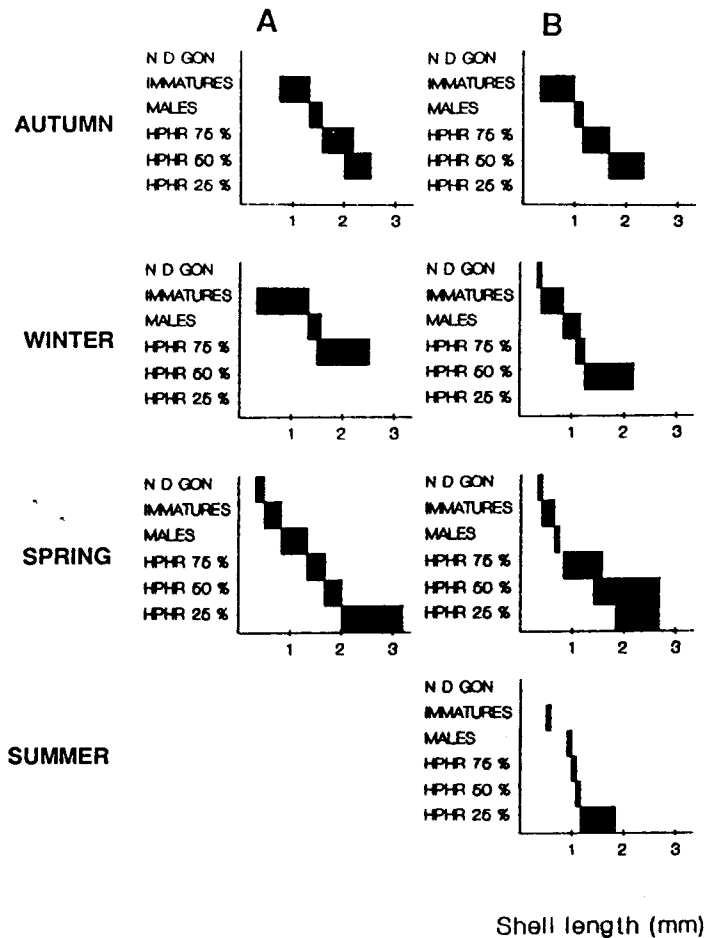 A
B
AUTUMN
N D GON
IMMATURES
MALES
HPHR 75 %
HPHR 50 %
HPHR 25 %
1 2 3
N D GON
IMMATURES
MALES
HPHR 75 %
HPHR 50 %
HPHR 25 %
1 2 3
WINTER
N D GON
IMMATURES
MALES
HPHR 75 %
HPHR 50 %
HPHR 25 %
1 2 3
N D GON
IMMATURES
MALES
HPHR 75 %
HPHR 50 %
HPHR 25 %
1 2 3
SPRING
N D GON
IMMATURES
MALES
HPHR 75 %
HPHR 50 %
HPHR 25 %
1 2 3
N D GON
IMMATURES
MALES
HPHR 75 %
HPHR 50 %
HPHR 25 %
1 2 3
SUMMER
N D GON
IMMATURES
MALES
HPHR 75 %
HPHR 50 %
HPHR 25 %
1 2 3
Shell length (mm)